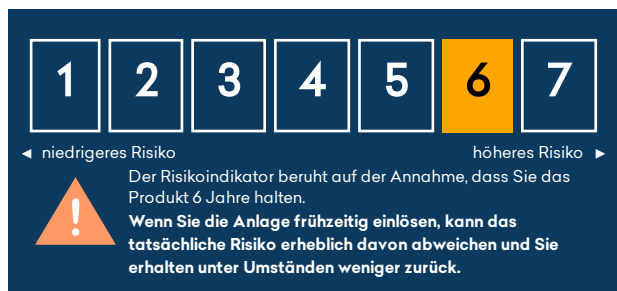 1 2 3 4 5 6 7
◄ niedrigeres Risiko höheres Risiko ►
Der Risikoindikator beruht auf der Annahme, dass Sie das
Produkt 6 Jahre halten.
Wenn Sie die Anlage frühzeitig einlösen, kann das
tatsächliche Risiko erheblich davon abweichen und Sie
erhalten unter Umständen weniger zurück.
!